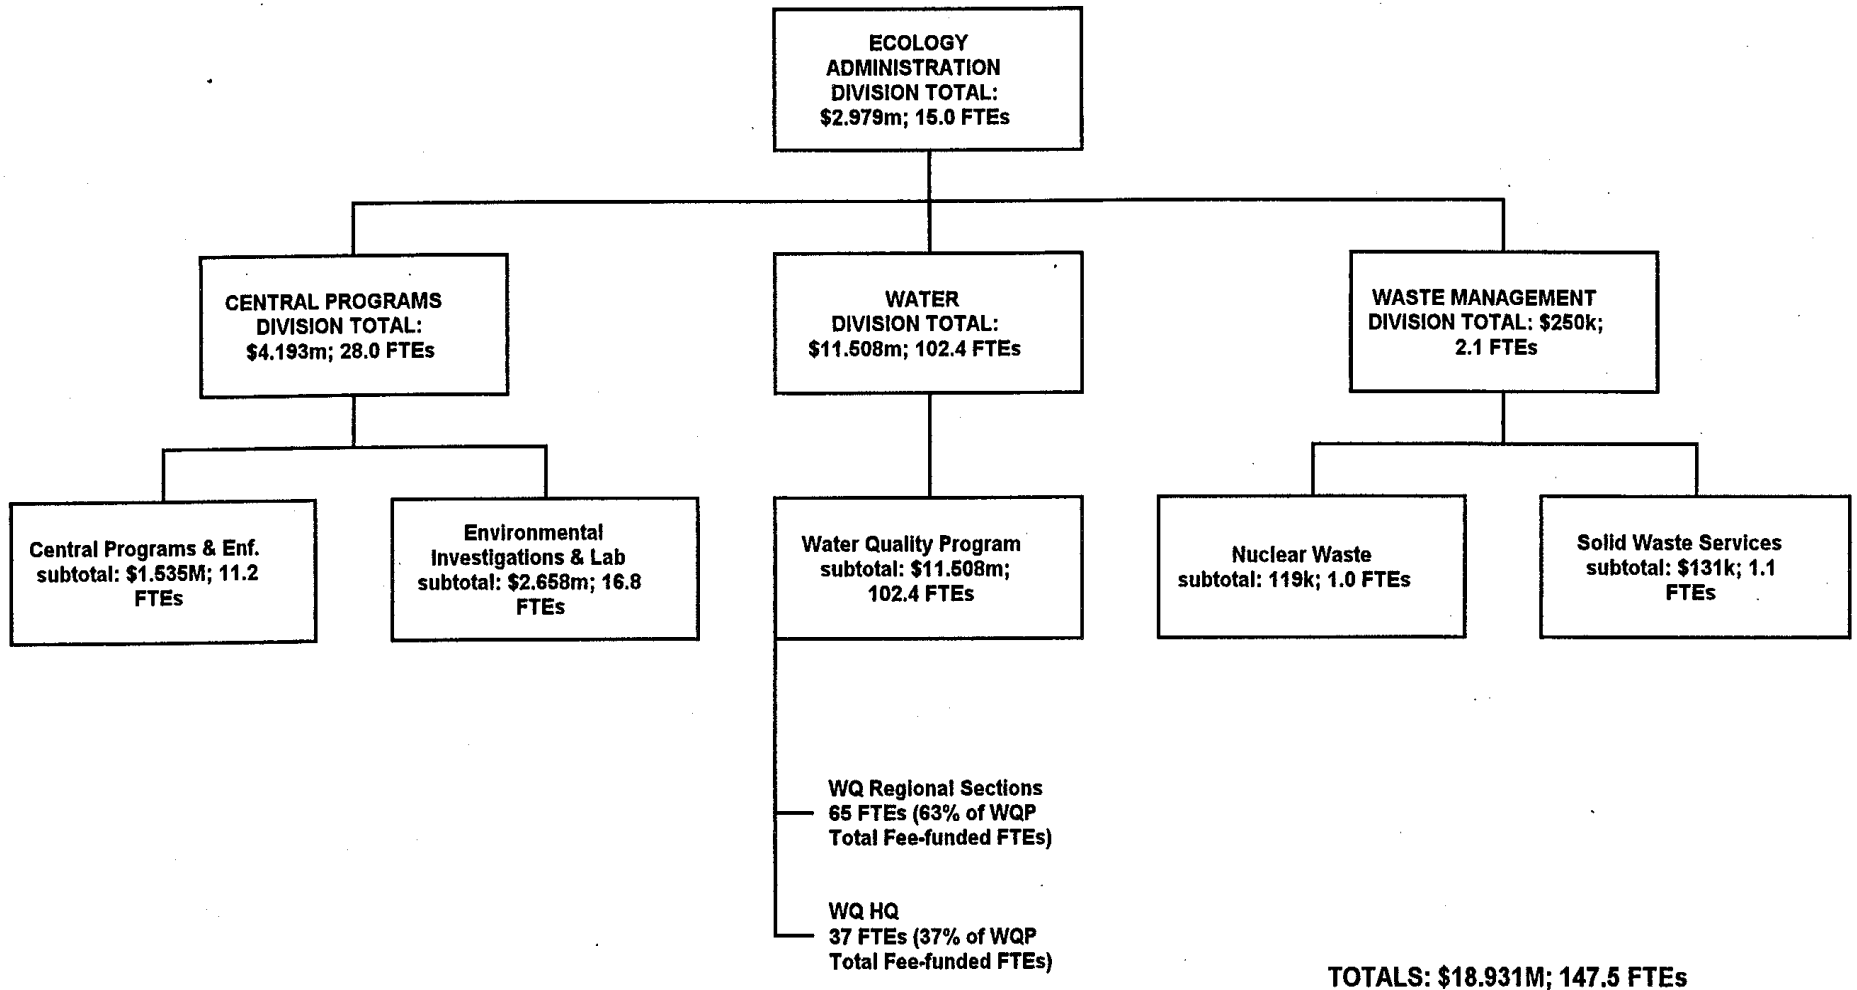 ECOLOGY
ADMINISTRATION
DIVISION TOTAL:
$2.979m; 15.0 FTEs
CENTRAL PROGRAMS
DIVISION TOTAL:
$4.193m; 28.0 FTEs
WATER
DIVISION TOTAL:
$11.508m; 102.4 FTEs
WASTE MANAGEMENT
DIVISION TOTAL: $250k;
2.1 FTEs
Central Programs & Enf.
subtotal: $1.535M; 11.2
FTEs
Environmental
Investigations & Lab
subtotal: $2.658m; 16.8
FTEs
Water Quality Program
subtotal: $11.508m;
102.4 FTEs
Nuclear Waste
subtotal: 119k; 1.0 FTEs
Solid Waste Services
subtotal: $131k; 1.1
FTEs
WQ Regional Sections
65 FTEs (63% of WQP
Total Fee-funded FTEs)
WQ HQ
37 FTEs (37% of WQP
Total Fee-funded FTEs)
TOTALS: $18.931M; 147.5 FTEs